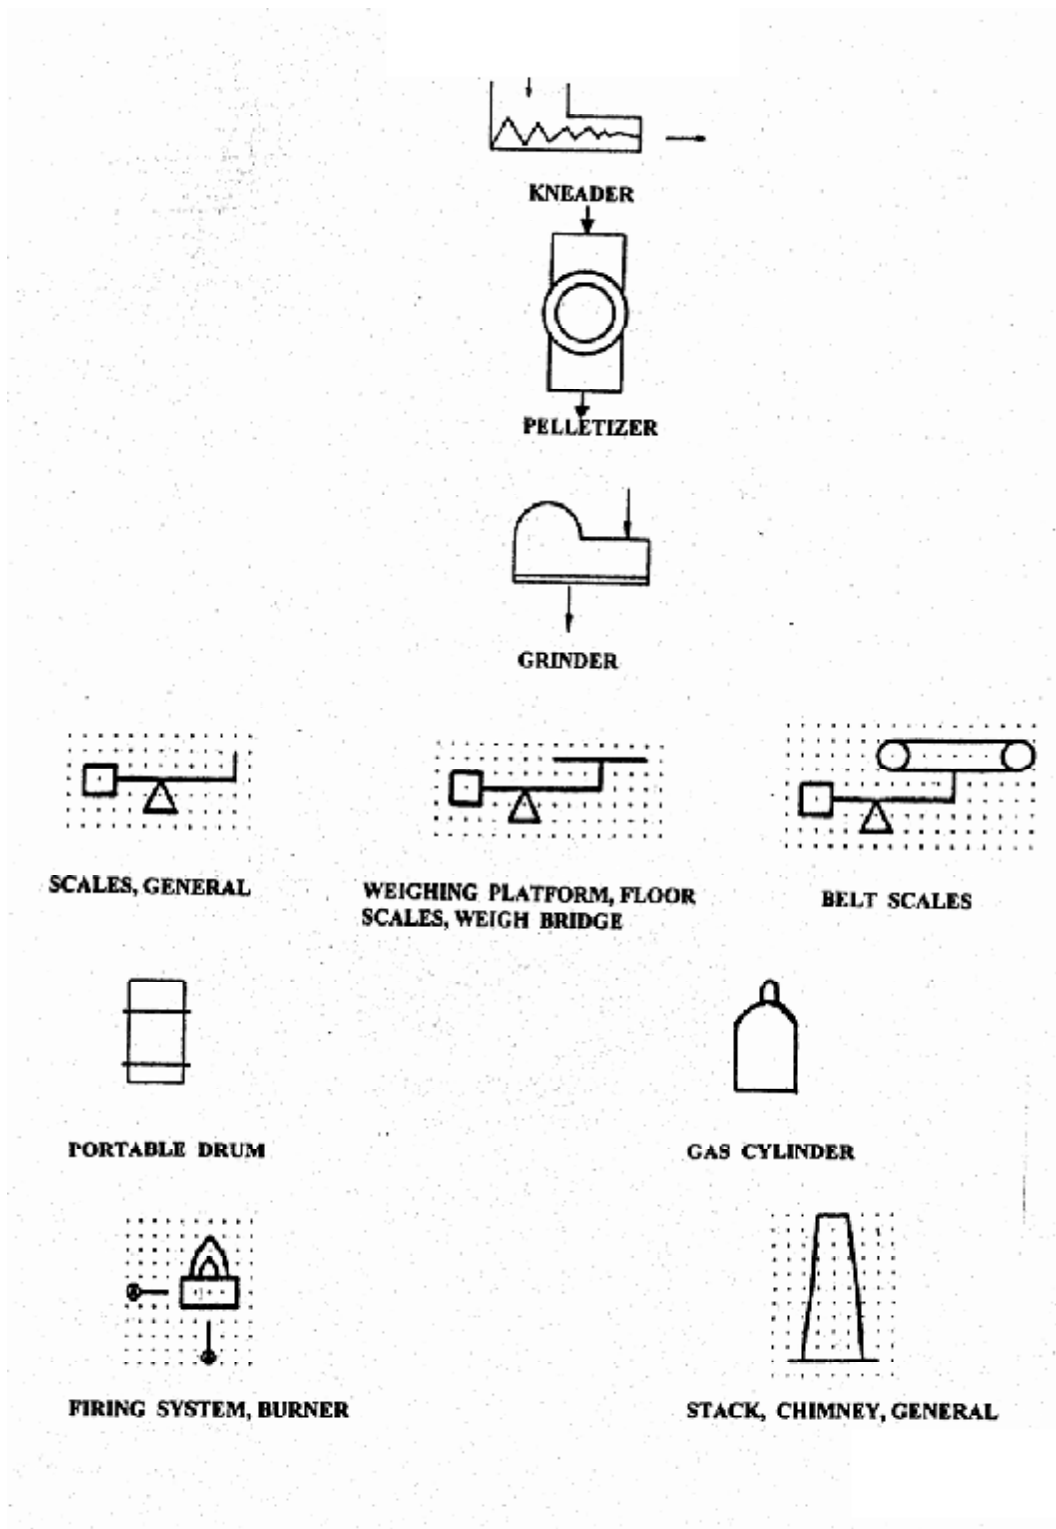 KNEADER
PELLETIZER
GRINDER
SCALES, GENERAL
WEIGHING PLATFORM, FLOOR
SCALES, WEIGH BRIDGE
BELT SCALES
PORTABLE DRUM
GAS CYLINDER
FIRING SYSTEM, BURNER
STACK, CHIMNEY, GENERAL